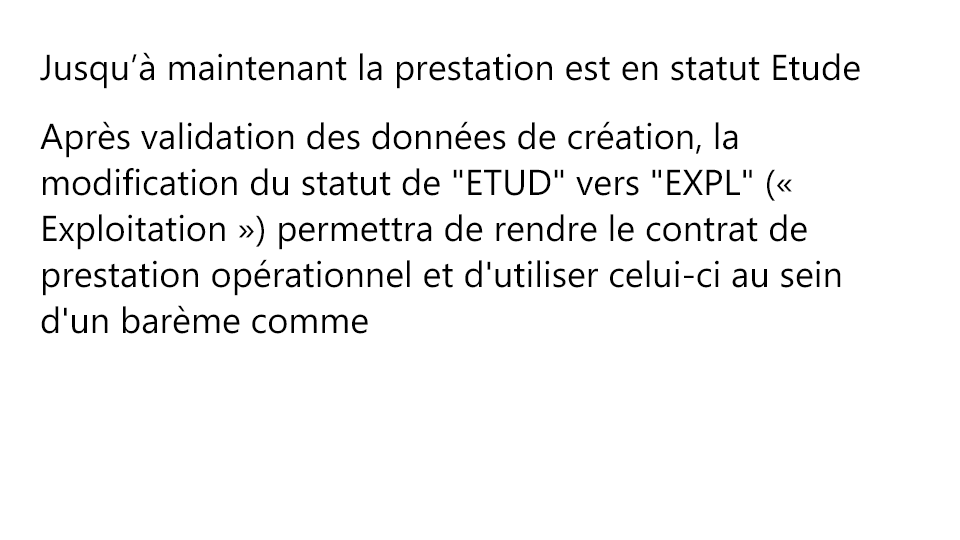 Jusqu’à maintenant la prestation est en statut Etude
Après validation des données de création, la
modification du statut de "ETUD" vers "EXPL" («
Exploitation ») permettra de rendre le contrat de
prestation opérationnel et d'utiliser celui-ci au sein
d'un barème comme